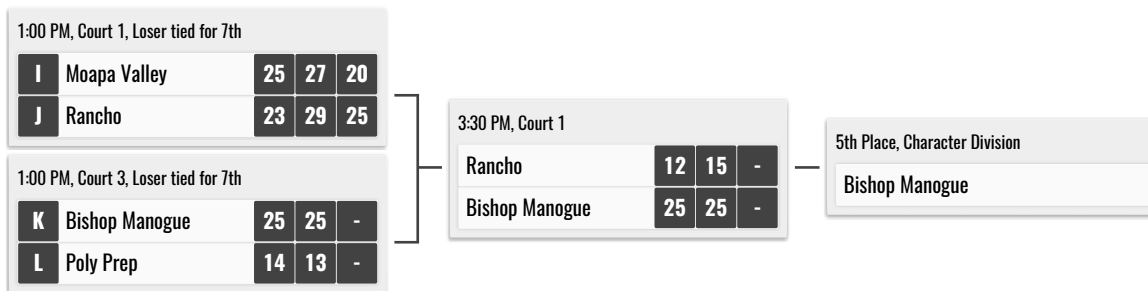 1:00 PM, Court 1, Loser tied for 7th
I Moapa Valley 25 27 20
J Rancho 23 29 25
1:00 PM, Court 3, Loser tied for 7th
K Bishop Manogue 25 25 -
L Poly Prep 14 13 -
3:30 PM, Court 1
Rancho 12 15 -
Bishop Manogue 25 25 -
5th Place, Character Division
Bishop Manogue